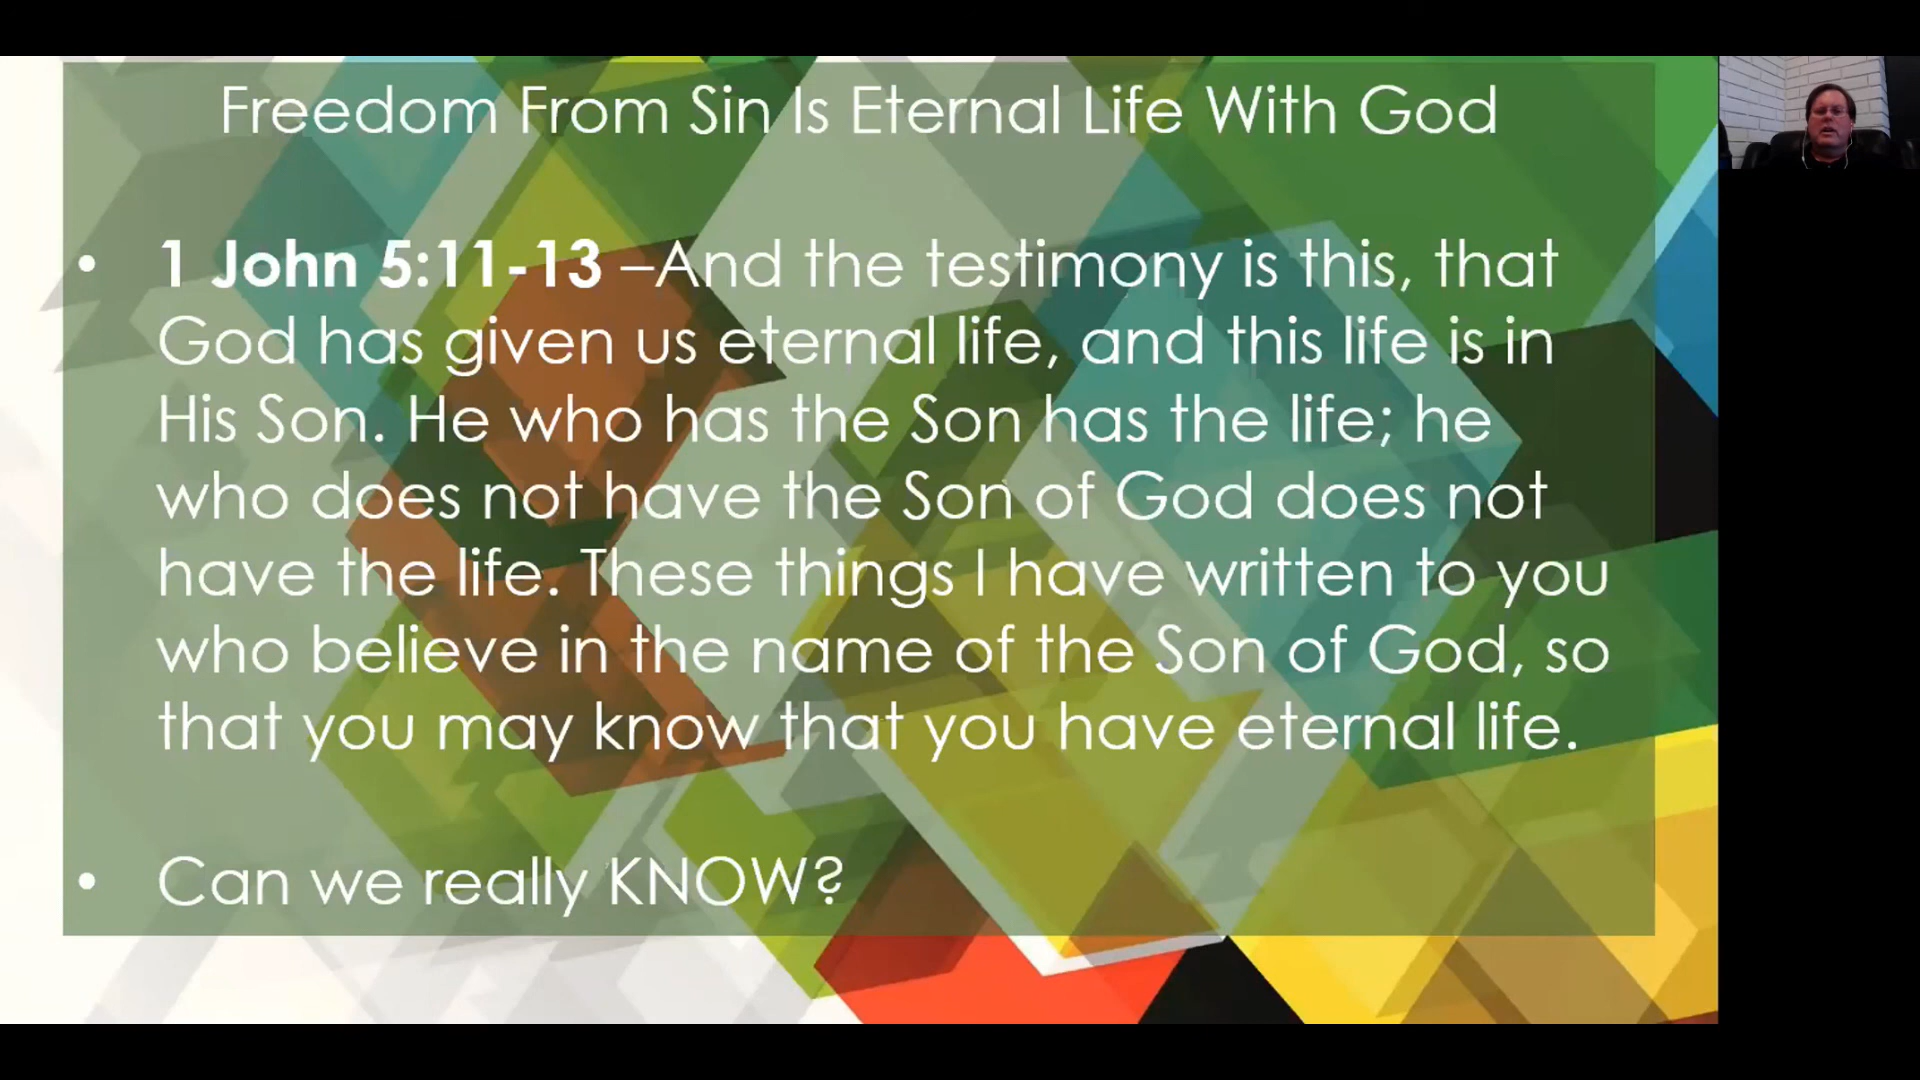 Freedom From Sin Is Eternal Life With God
• 1 John 5:11-13 –And the testimony is this, that
God has given us eternal life, and this life is in
His Son. He who has the Son has the life; he
who does not have the Son of God does not
have the life. These things I have written to you
who believe in the name of the Son of God, so
that you may know that you have eternal life.
• Can we really KNOW?